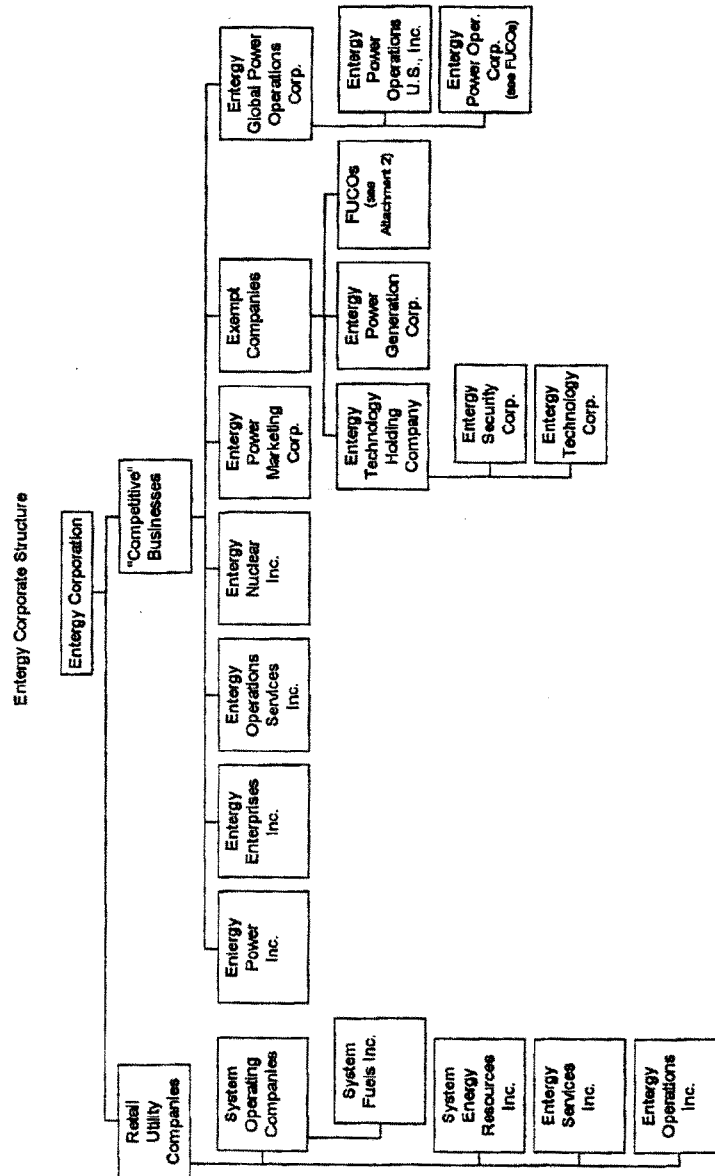 Entergy Corporate Structure
Entergy Corporation
Retail
Utility
Companies
"Competitive"
Businesses
System
Operating
Companies
System
Fuels Inc.
System
Energy
Resources
Inc.
Entergy
Services
Inc.
Entergy
Operations
Inc.
Entergy
Power
Inc.
Entergy
Enterprises
Inc.
Entergy
Operations
Services
Inc.
Entergy
Nuclear
Inc.
Entergy
Power
Marketing
Corp.
Exempt
Companies
Entergy
Global Power
Operations
Corp.
Entergy
Technology
Holding
Company
Entergy
Security
Corp.
Entergy
Technology
Corp.
Entergy
Power
Generation
Corp.
FUCOs
(see
Attachment 2)
Entergy
Power
Operations
U.S., Inc.
Entergy
Power Oper.
Corp.
(see FUCOs)